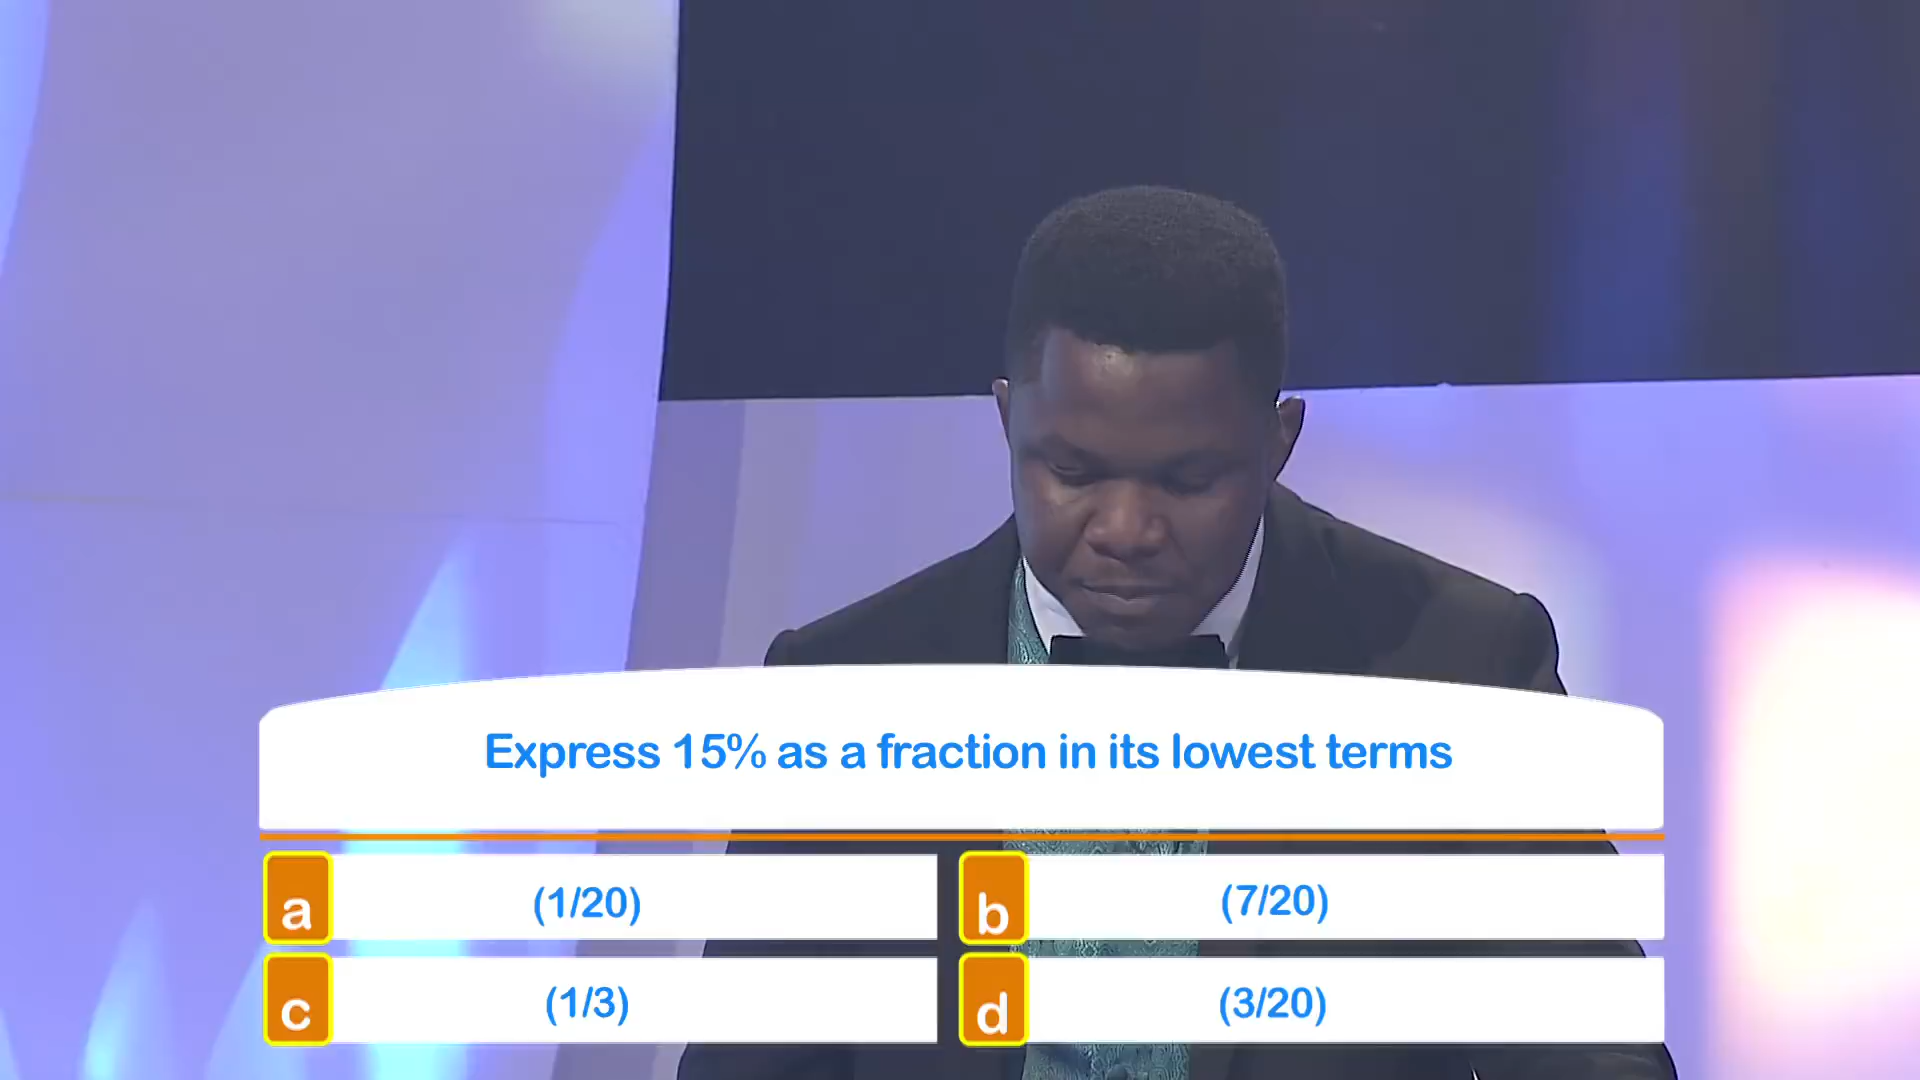 Express 15% as a fraction in its lowest terms
a (1/20)
b (7/20)
c (1/3)
d (3/20)